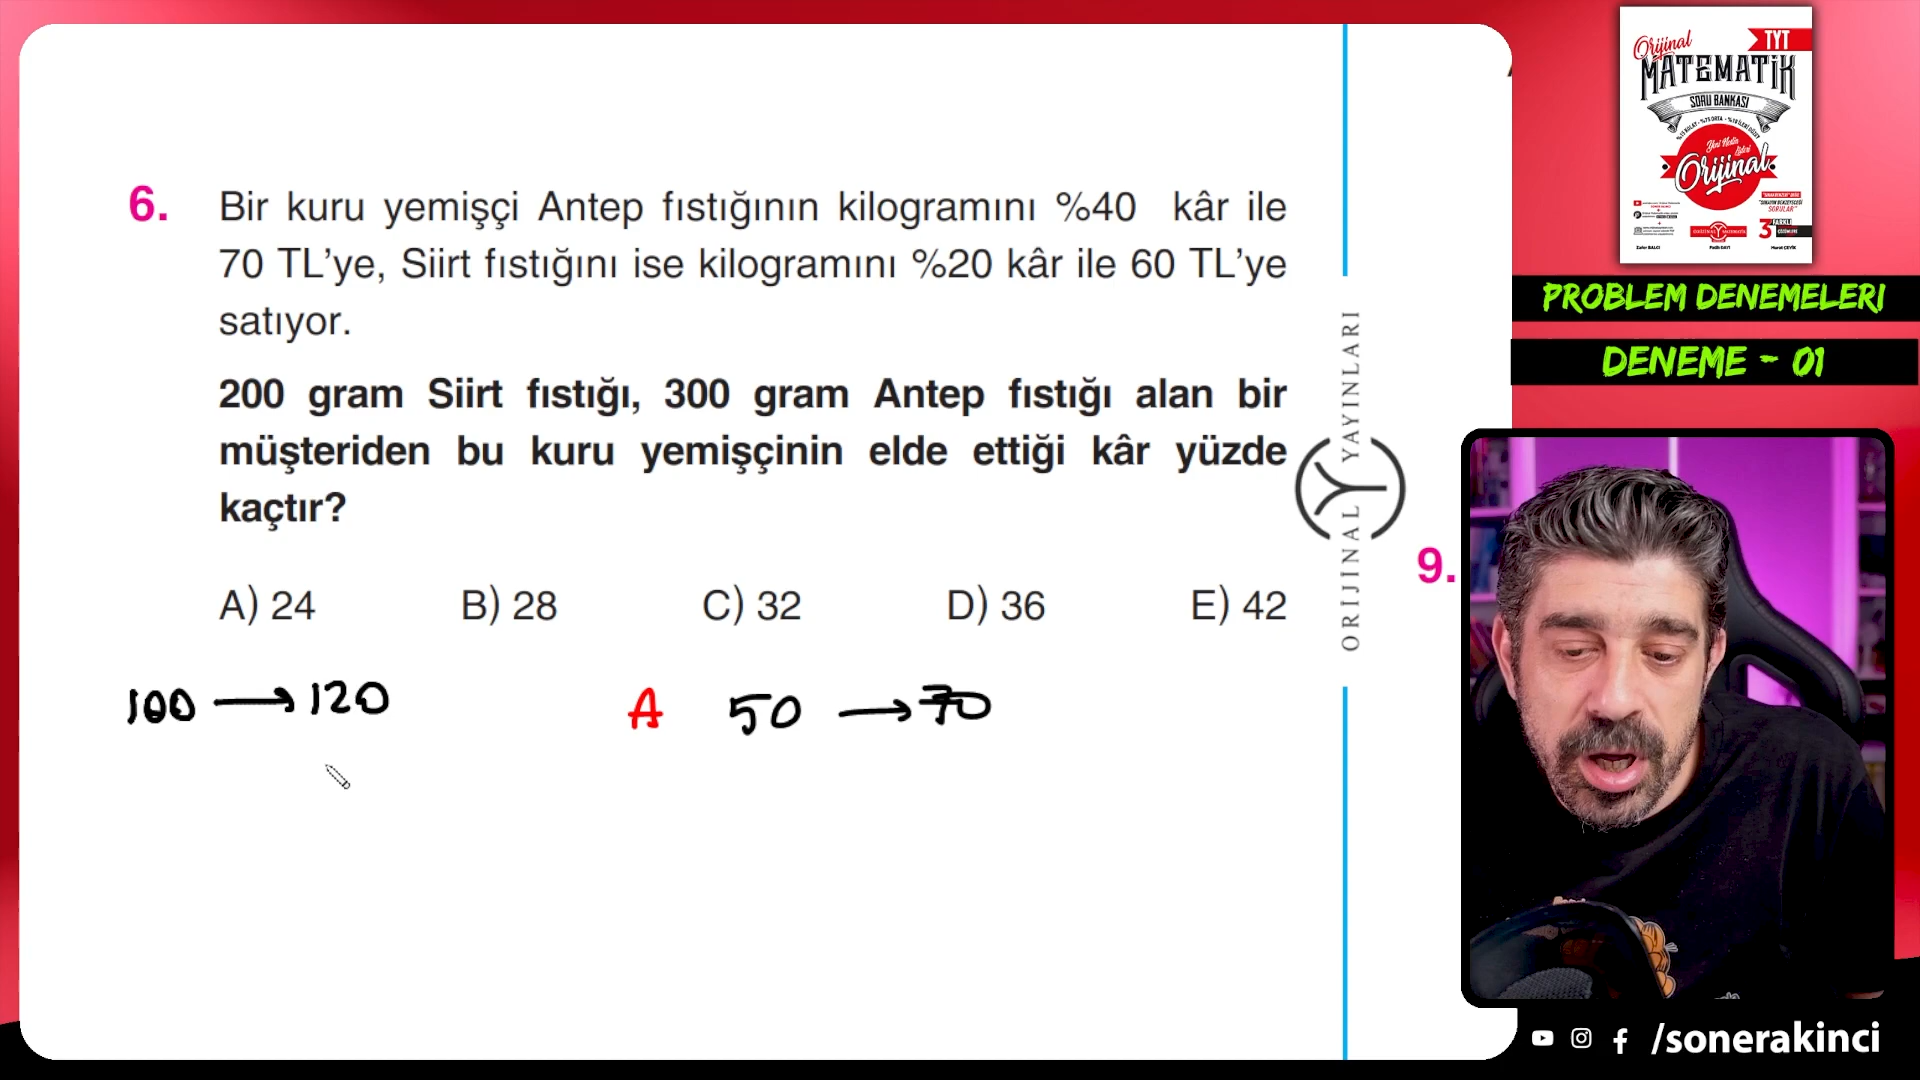 6. Bir kuru yemişçi Antep fıstığının kilogramını %40 kâr ile
70 TL'ye, Siirt fıstığını ise kilogramını %20 kâr ile 60 TL'ye
satıyor.
200 gram Siirt fıstığı, 300 gram Antep fıstığı alan bir
müşteriden bu kuru yemişçinin elde ettiği kâr yüzde
kaçtır?
A) 24 B) 28 C) 32 D) 36 E) 42
100 → 120 A 50 → 70
ORİJİNAL YAYINLARI
9.
Orijinal
TYT
MATEMATİK
SORU BANKASI
Orijinal
PROBLEM DENEMELERI
DENEME - 01
/sonerakinci